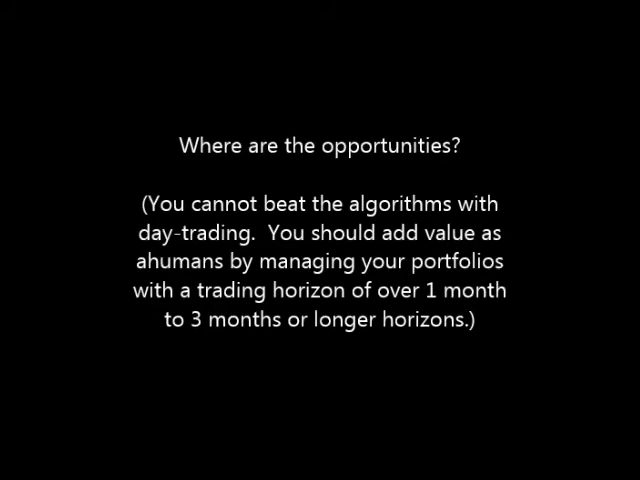 Where are the opportunities?
(You cannot beat the algorithms with
day-trading.  You should add value as
ahumans by managing your portfolios
with a trading horizon of over 1 month
to 3 months or longer horizons.)